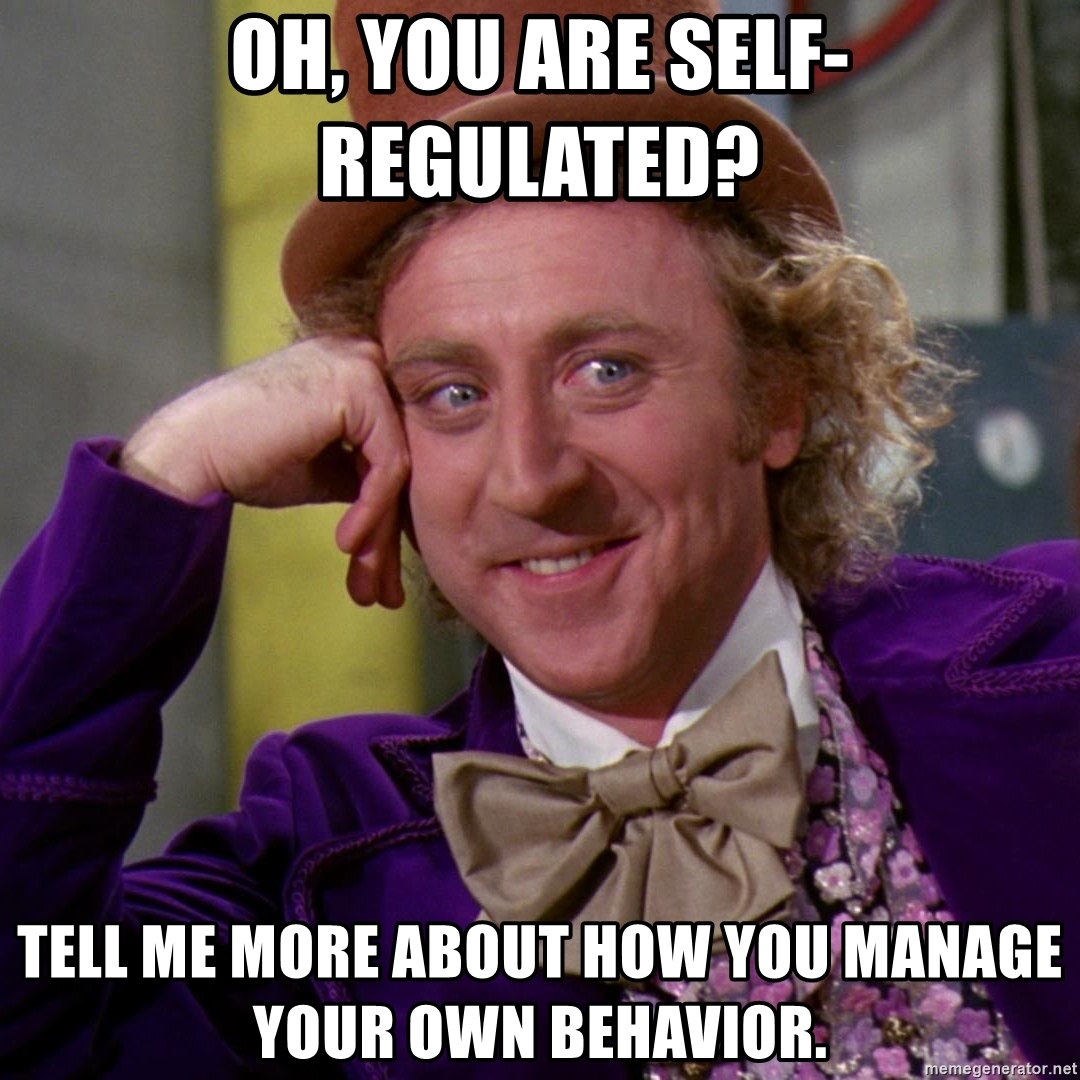 OH, YOU ARE SELF-
REGULATED?
TELL ME MORE ABOUT HOW YOU MANAGE
YOUR OWN BEHAVIOR.
memegenerator.net